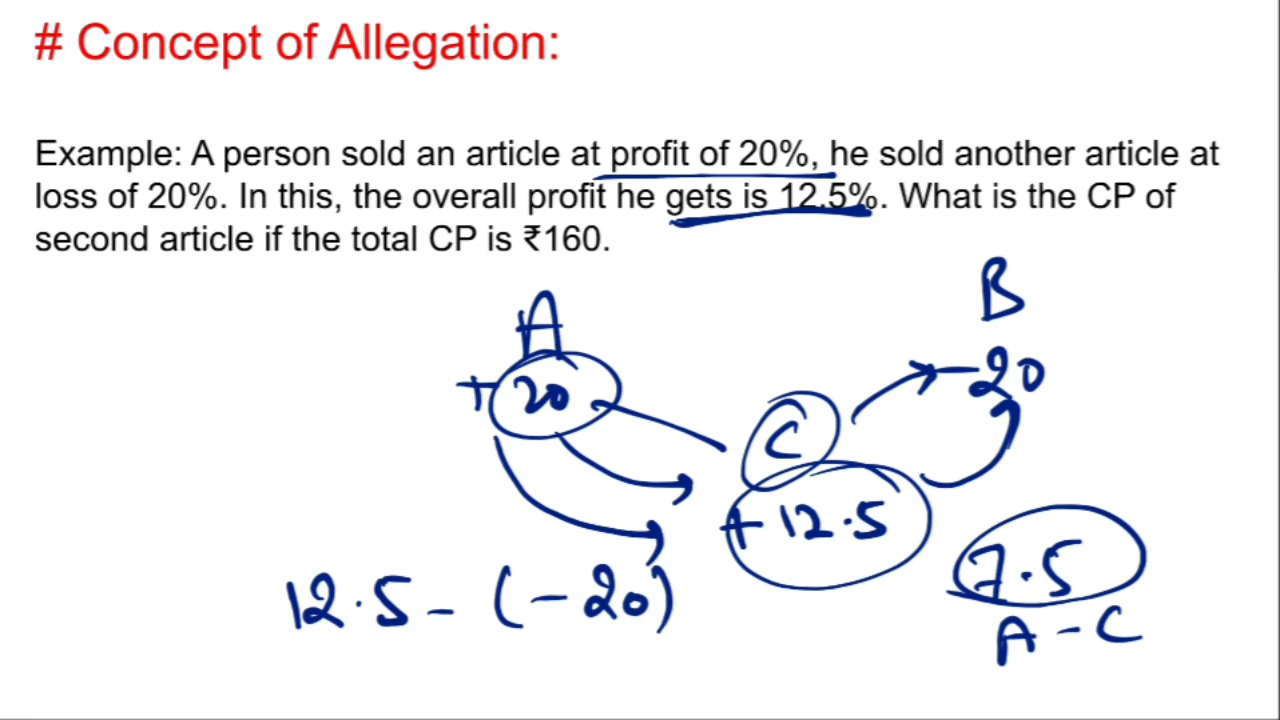 # Concept of Allegation:
Example: A person sold an article at profit of 20%, he sold another article at
loss of 20%. In this, the overall profit he gets is 12.5%. What is the CP of
second article if the total CP is ₹160.
A
B
+ 20
-20
C
+ 12.5
12.5 - (-20)
7.5
A - C